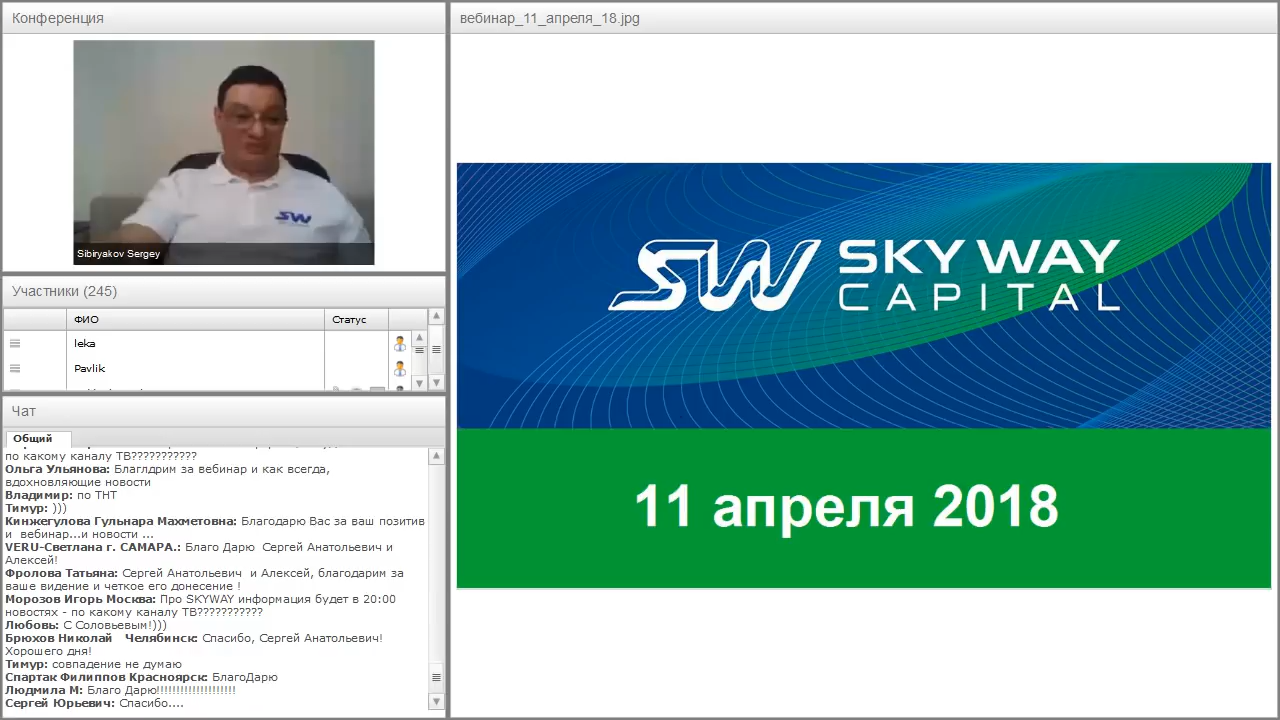 Конференция
Sibiryakov Sergey
SW
Участники (245)
ФИО
Статус
leka
Pavlik
Чат
Общий
по какому каналу ТВ???????????
Ольга Ульянова: Благлдрим за вебинар и как всегда,
вдохновляющие новости
Владимир: по ТНТ
Тимур: )))
Кинжегулова Гульнара Махметовна: Благодарю Вас за ваш позитив
и вебинар...и новости ...
VERU-Светлана г. САМАРА.: Благо Дарю Сергей Анатольевич и
Алексей!
Фролова Татьяна: Сергей Анатольевич и Алексей, благодарим за
ваше видение и четкое его донесение !
Морозов Игорь Москва: Про SKYWAY информация будет в 20:00
новостях - по какому каналу ТВ???????????
Любовь: С Соловьевым!)))
Брюхов Николай Челябинск: Спасибо, Сергей Анатольевич!
Хорошего дня!
Тимур: совпадение не думаю
Спартак Филиппов Красноярск: БлагоДарю
Людмила М: Благо Дарю!!!!!!!!!!!!!!!!!!!!
Сергей Юрьевич: Спасибо....
вебинар_11_апреля_18.jpg
SW SKY WAY
CAPITAL
11 апреля 2018